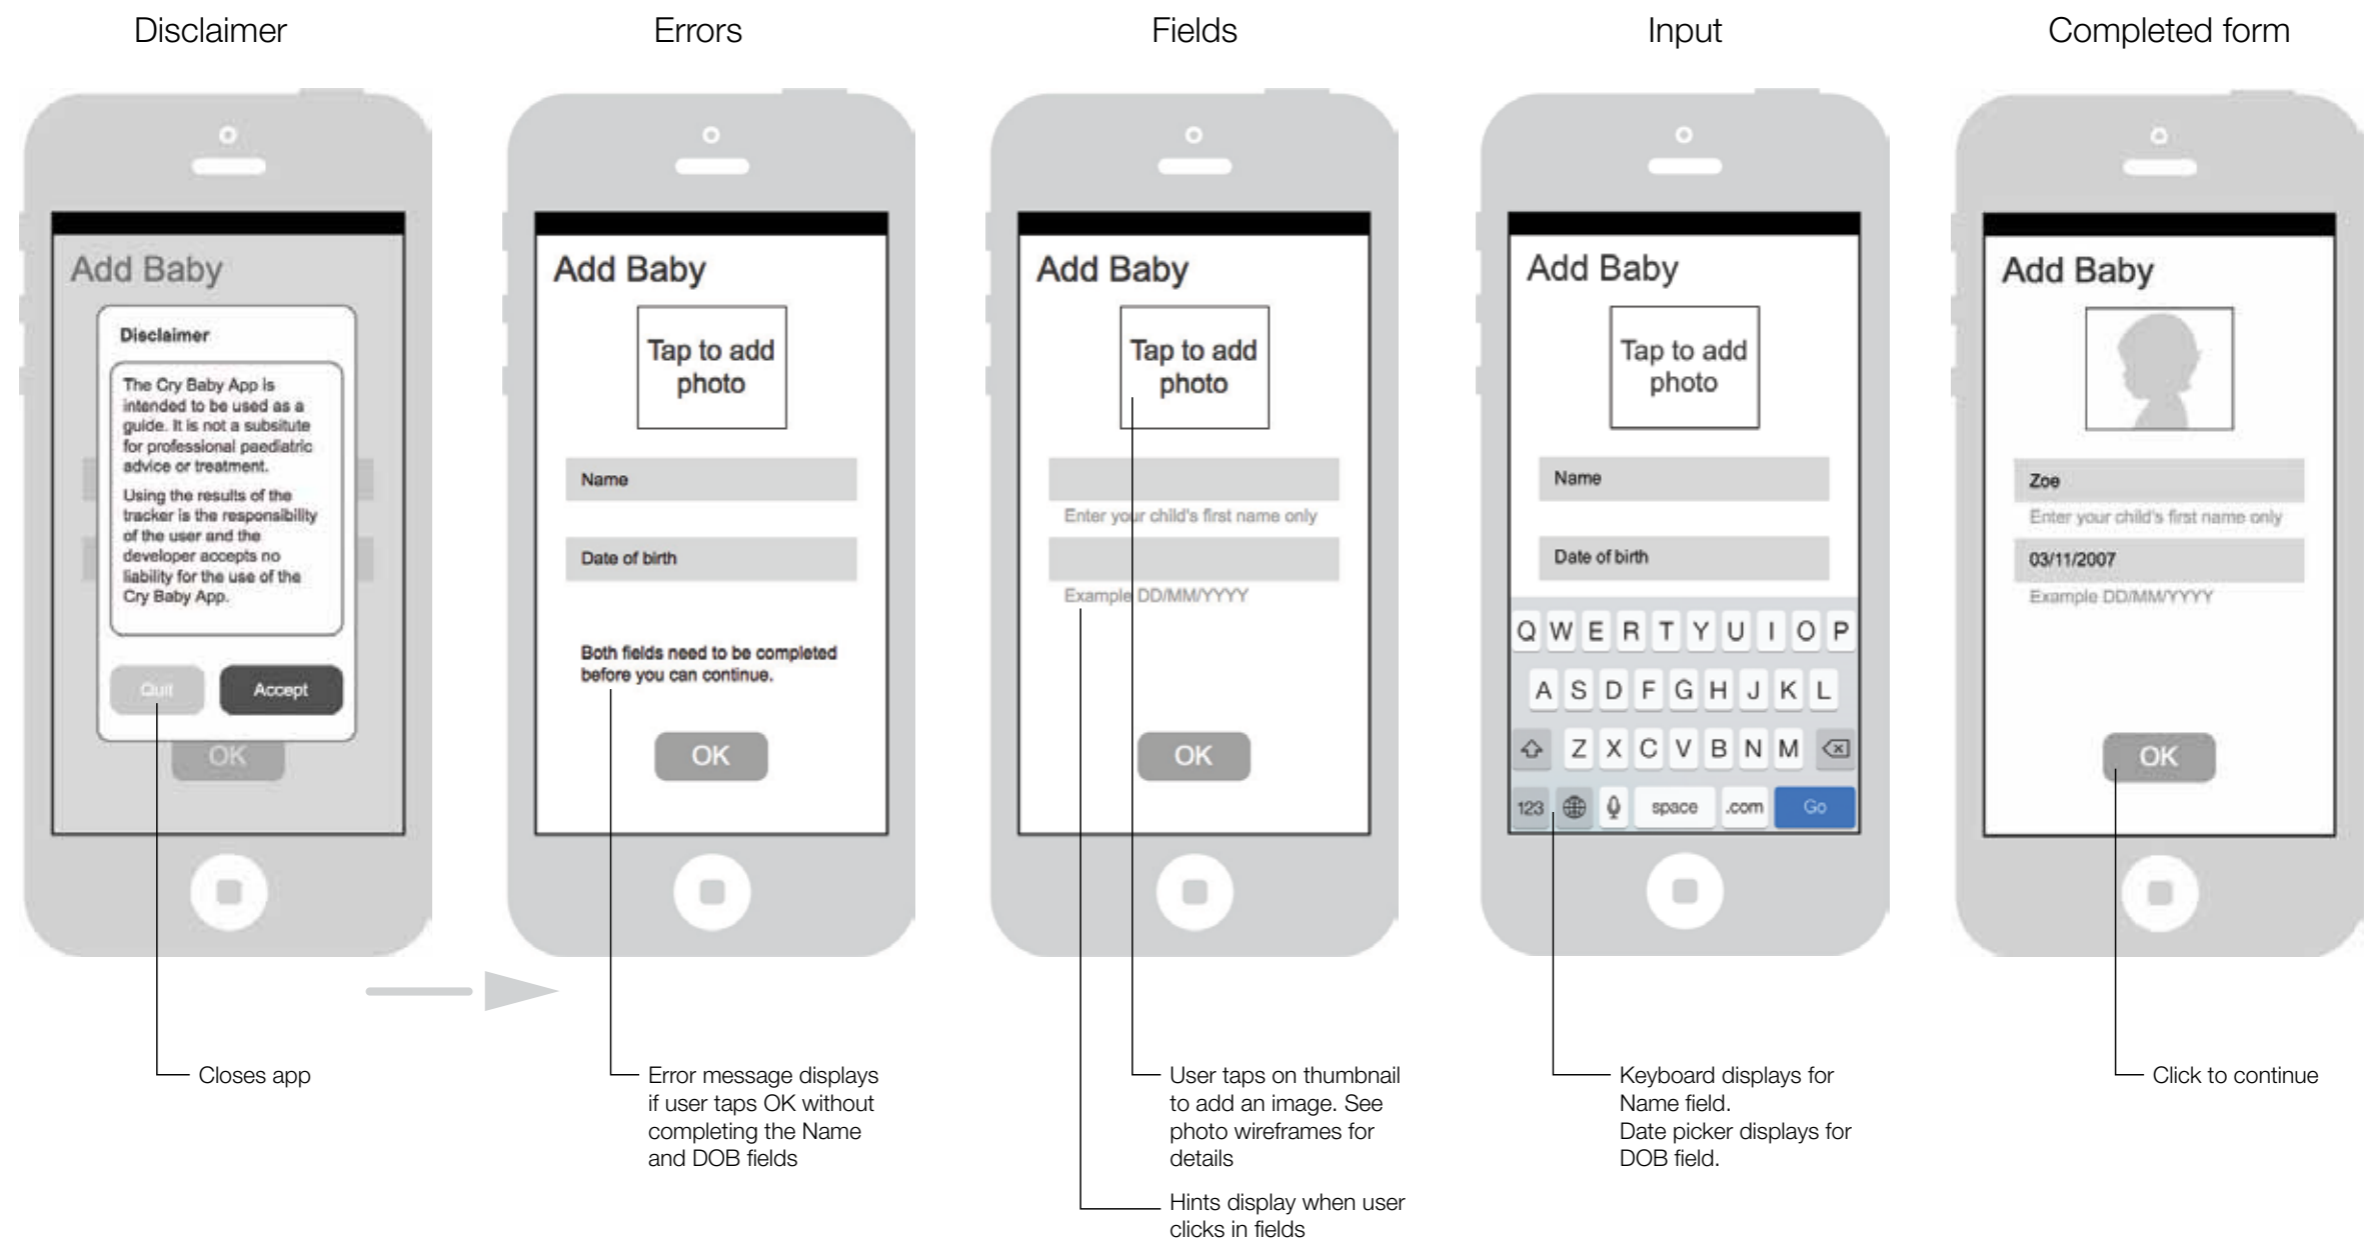 Disclaimer
Errors
Fields
Input
Completed form
Add Baby
Disclaimer
The Cry Baby App is
intended to be used as a
guide. It is not a subsitute
for professional paediatric
advice or treatment.
Using the results of the
tracker is the responsibility
of the user and the
developer accepts no
liability for the use of the
Cry Baby App.
Quit
Accept
OK
Closes app
Add Baby
Tap to add
photo
Name
Date of birth
Both fields need to be completed
before you can continue.
OK
Error message displays
if user taps OK without
completing the Name
and DOB fields
Add Baby
Tap to add
photo
Enter your child's first name only
Example DD/MM/YYYY
OK
User taps on thumbnail
to add an image. See
photo wireframes for
details
Hints display when user
clicks in fields
Add Baby
Tap to add
photo
Name
Date of birth
Q W E R T Y U I O P
A S D F G H J K L
Z X C V B N M
123 space .com Go
Keyboard displays for
Name field.
Date picker displays for
DOB field.
Add Baby
Zoe
Enter your child's first name only
03/11/2007
Example DD/MM/YYYY
OK
Click to continue